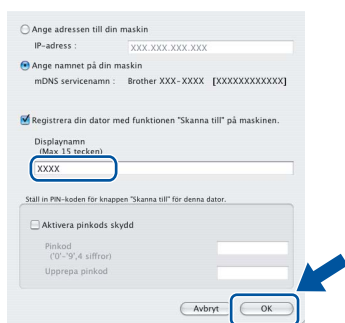 Ange adressen till din maskin
IP-adress : XXX.XXX.XXX.XXX
Ange namnet på din maskin
mDNS servicenamn : Brother XXX-XXXX [XXXXXXXXXXXX]
Registrera din dator med funktionen "Skanna till" på maskinen.
Displaynamn
(Max 15 tecken)
XXXX
Ställ in PIN-koden för knappen "Skanna till" för denna dator.
Aktivera pinkods skydd
Pinkod
('0'-'9',4 siffror)
Upprepa pinkod
Avbryt OK